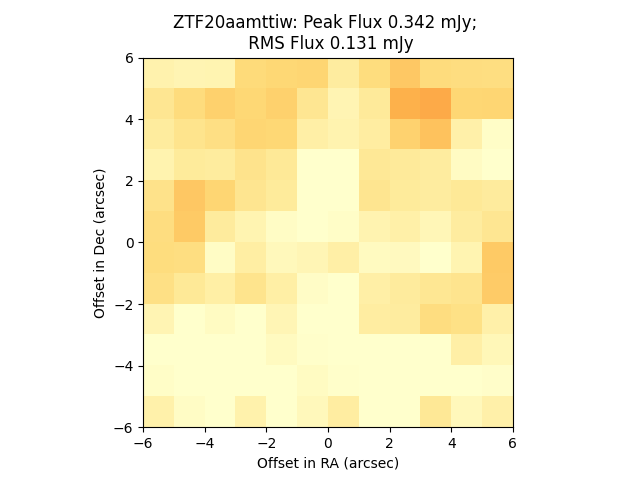 ZTF20aamttiw: Peak Flux 0.342 mJy;
RMS Flux 0.131 mJy
6
4
2
0
−2
−4
−6
Offset in Dec (arcsec)
−6 −4 −2 0 2 4 6
Offset in RA (arcsec)